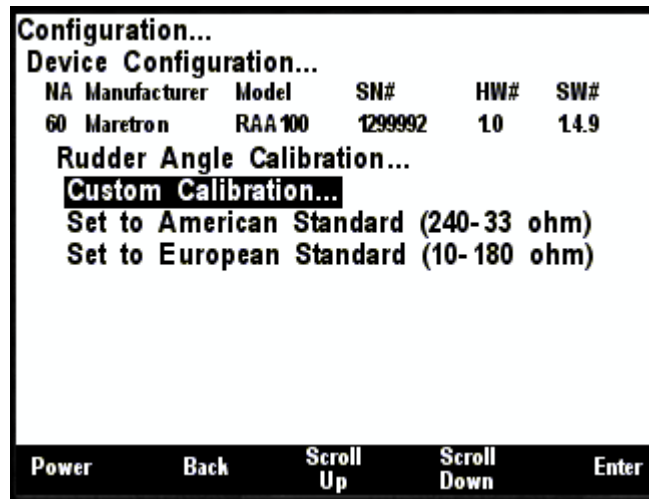 Configuration...
Device Configuration...
NA Manufacturer Model SN# HW# SW#
60 Maretron RAA100 1299992 1.0 1.4.9
Rudder Angle Calibration...
Custom Calibration...
Set to American Standard (240-33 ohm)
Set to European Standard (10-180 ohm)
Power Back Scroll Up Scroll Down Enter